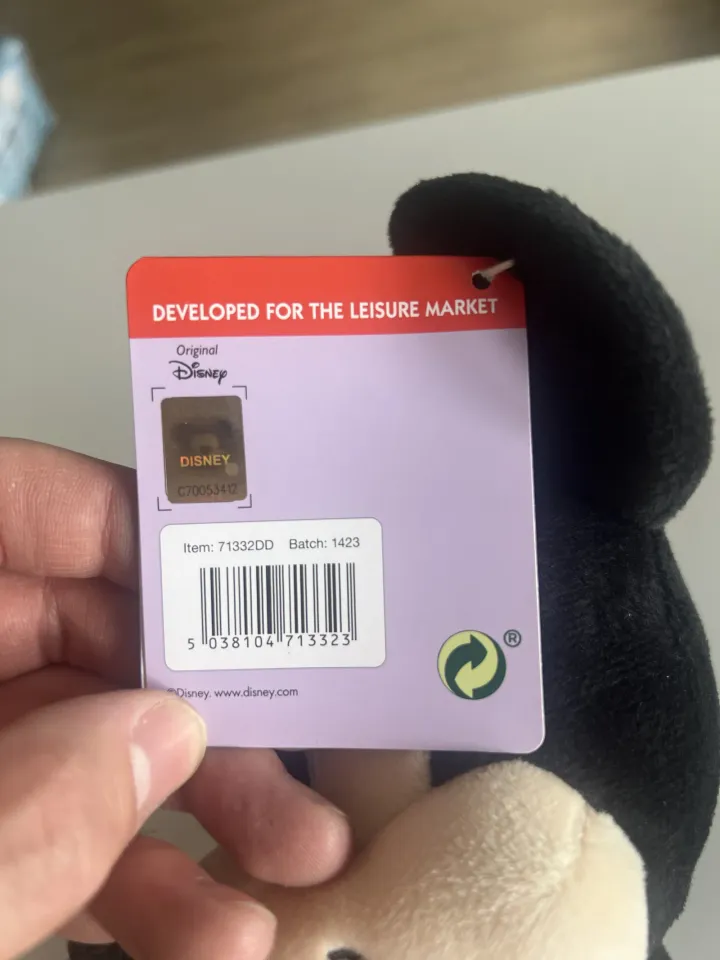 DEVELOPED FOR THE LEISURE MARKET
Original
Disney
DISNEY
C70053412
Item: 71332DD Batch: 1423
5 038104 713323
©Disney. www.disney.com
®